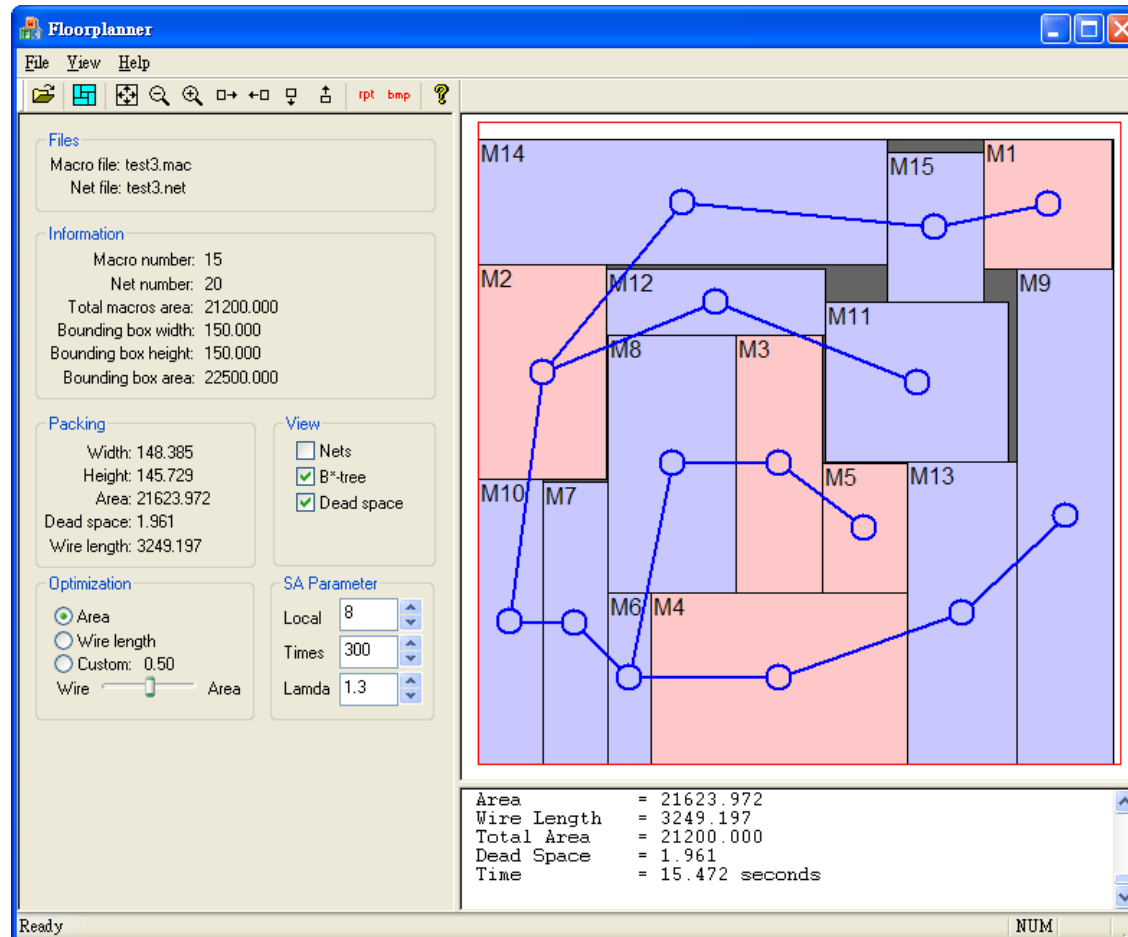 Floorplanner
File View Help
rpt bmp
Files
Macro file: test3.mac
Net file: test3.net
Information
Macro number: 15
Net number: 20
Total macros area: 21200.000
Bounding box width: 150.000
Bounding box height: 150.000
Bounding box area: 22500.000
Packing
Width: 148.385
Height: 145.729
Area: 21623.972
Dead space: 1.961
Wire length: 3249.197
View
Nets
B*-tree
Dead space
Optimization
Area
Wire length
Custom: 0.50
Wire Area
SA Parameter
Local 8
Times 300
Lamda 1.3
M14
M15
M1
M2
M12
M9
M11
M8
M3
M5
M13
M10
M7
M6
M4
Area = 21623.972
Wire Length = 3249.197
Total Area = 21200.000
Dead Space = 1.961
Time = 15.472 seconds
Ready
NUM